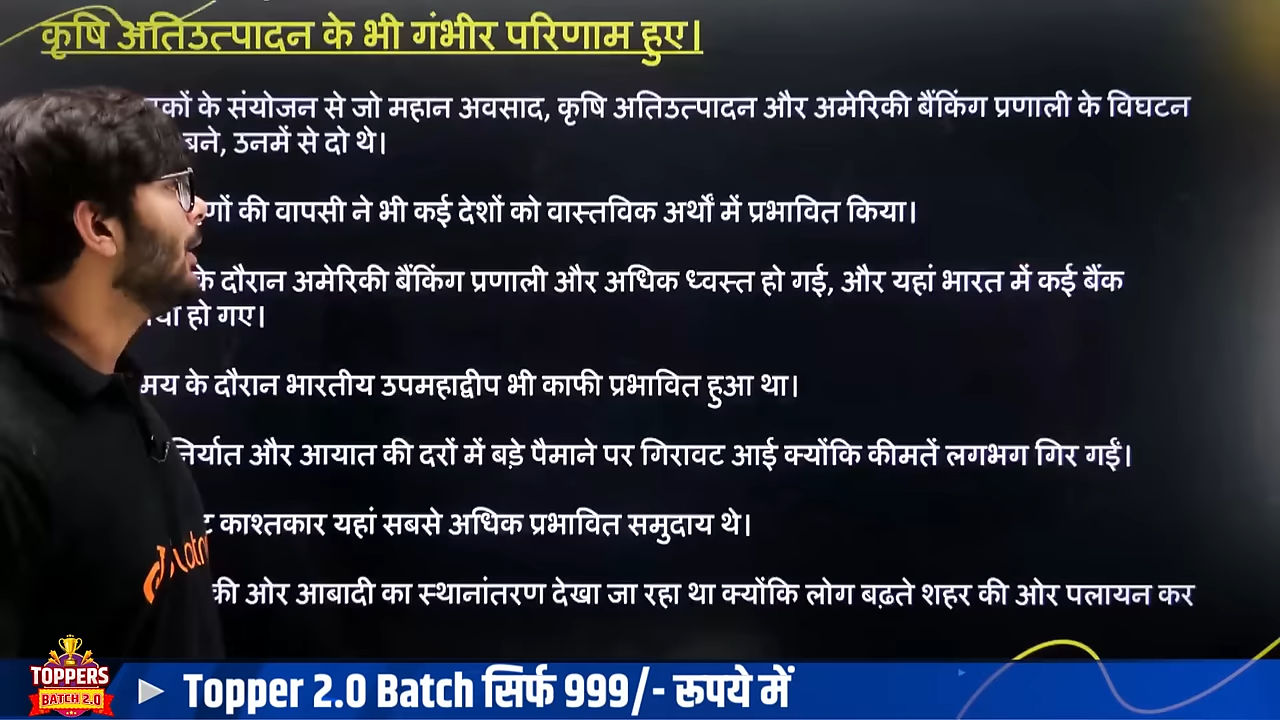 कृषि अतिउत्पादन के भी गंभीर परिणाम हुए।
के संयोजन से जो महान अवसाद, कृषि अतिउत्पादन और अमेरिकी बैंकिंग प्रणाली के विघटन
बने, उनमें से दो थे।
की वापसी ने भी कई देशों को वास्तविक अर्थों में प्रभावित किया।
के दौरान अमेरिकी बैंकिंग प्रणाली और अधिक ध्वस्त हो गई, और यहां भारत में कई बैंक
हो गए।
के दौरान भारतीय उपमहाद्वीप भी काफी प्रभावित हुआ था।
निर्यात और आयात की दरों में बड़े पैमाने पर गिरावट आई क्योंकि कीमतें लगभग गिर गईं।
काश्तकार यहां सबसे अधिक प्रभावित समुदाय थे।
की ओर आबादी का स्थानांतरण देखा जा रहा था क्योंकि लोग बढ़ते शहर की ओर पलायन कर
TOPPERS
BATCH 2.0
Topper 2.0 Batch सिर्फ 999/- रूपये में